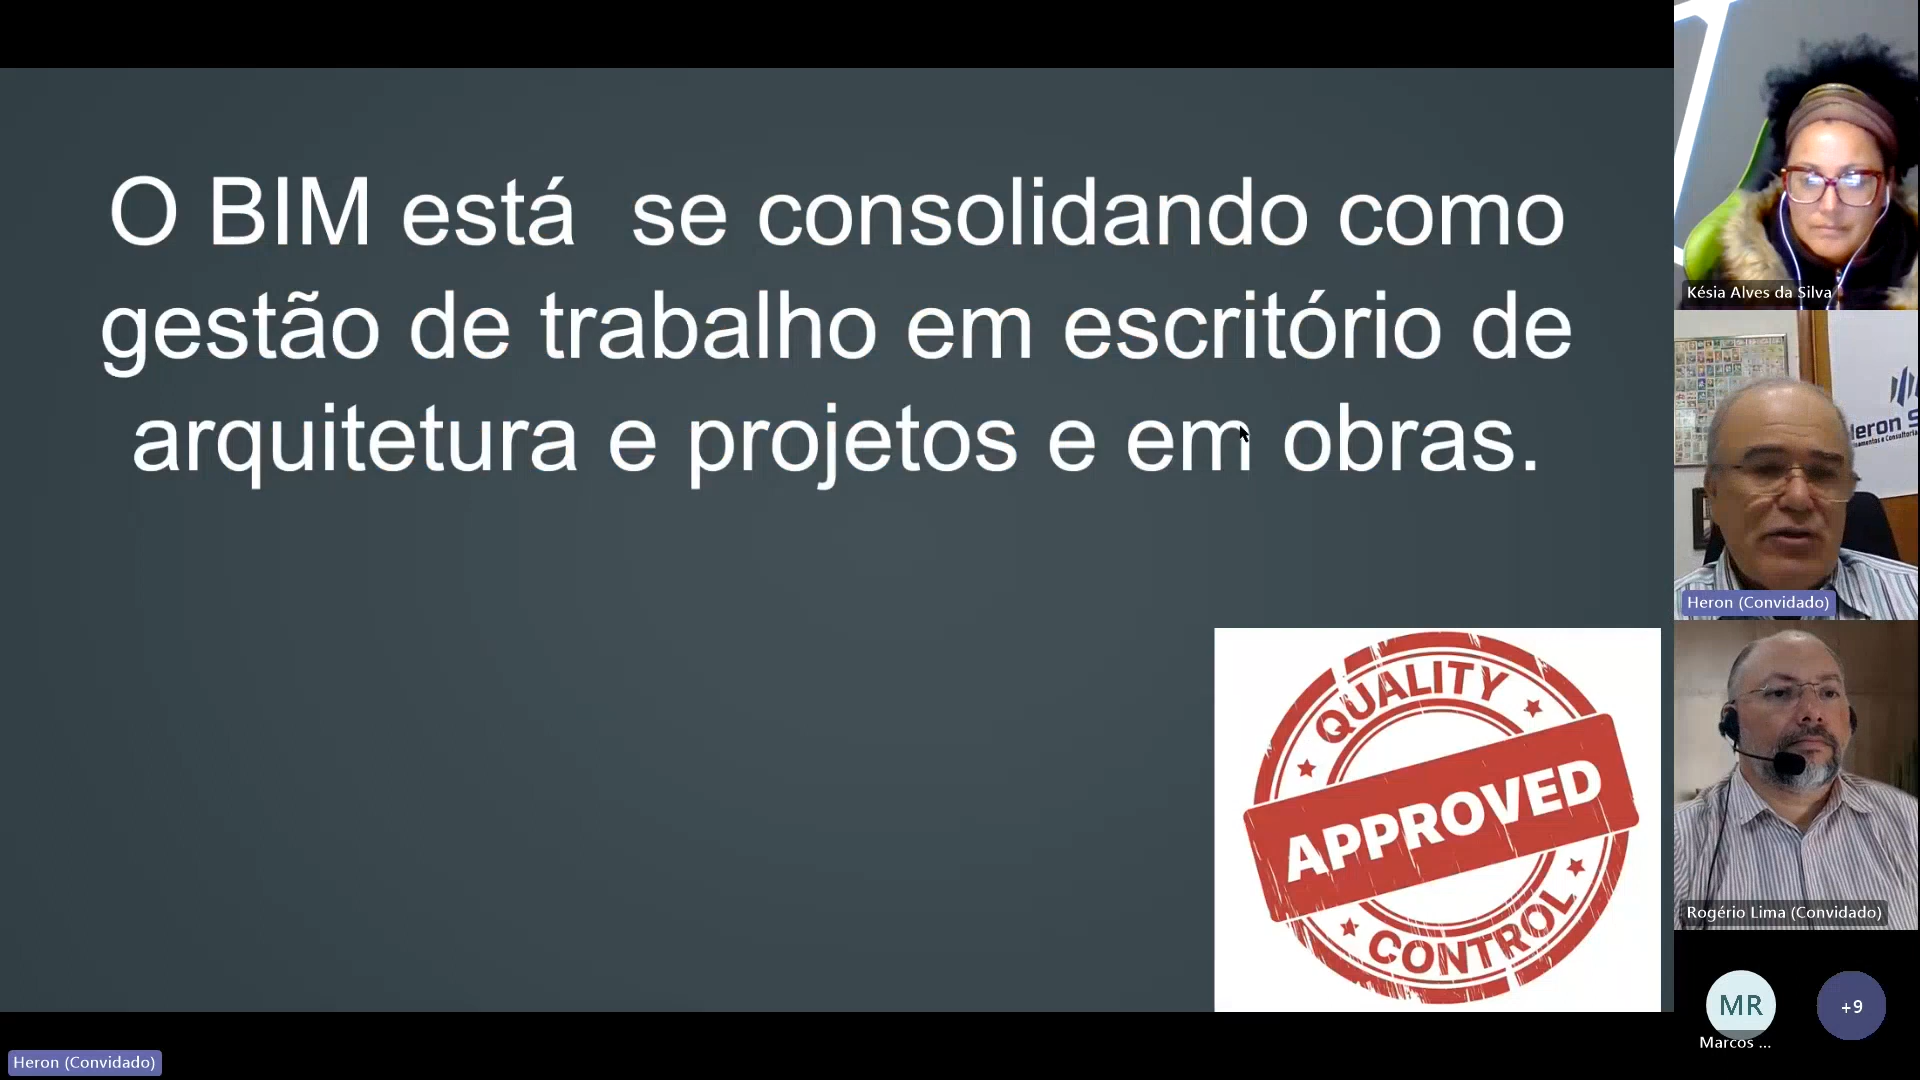 O BIM está  se consolidando como
gestão de trabalho em escritório de
arquitetura e projetos e em obras.
QUALITY
APPROVED
CONTROL
Késia Alves da Silva
Heron (Convidado)
Rogério Lima (Convidado)
MR
+9
Marcos ...
Heron (Convidado)